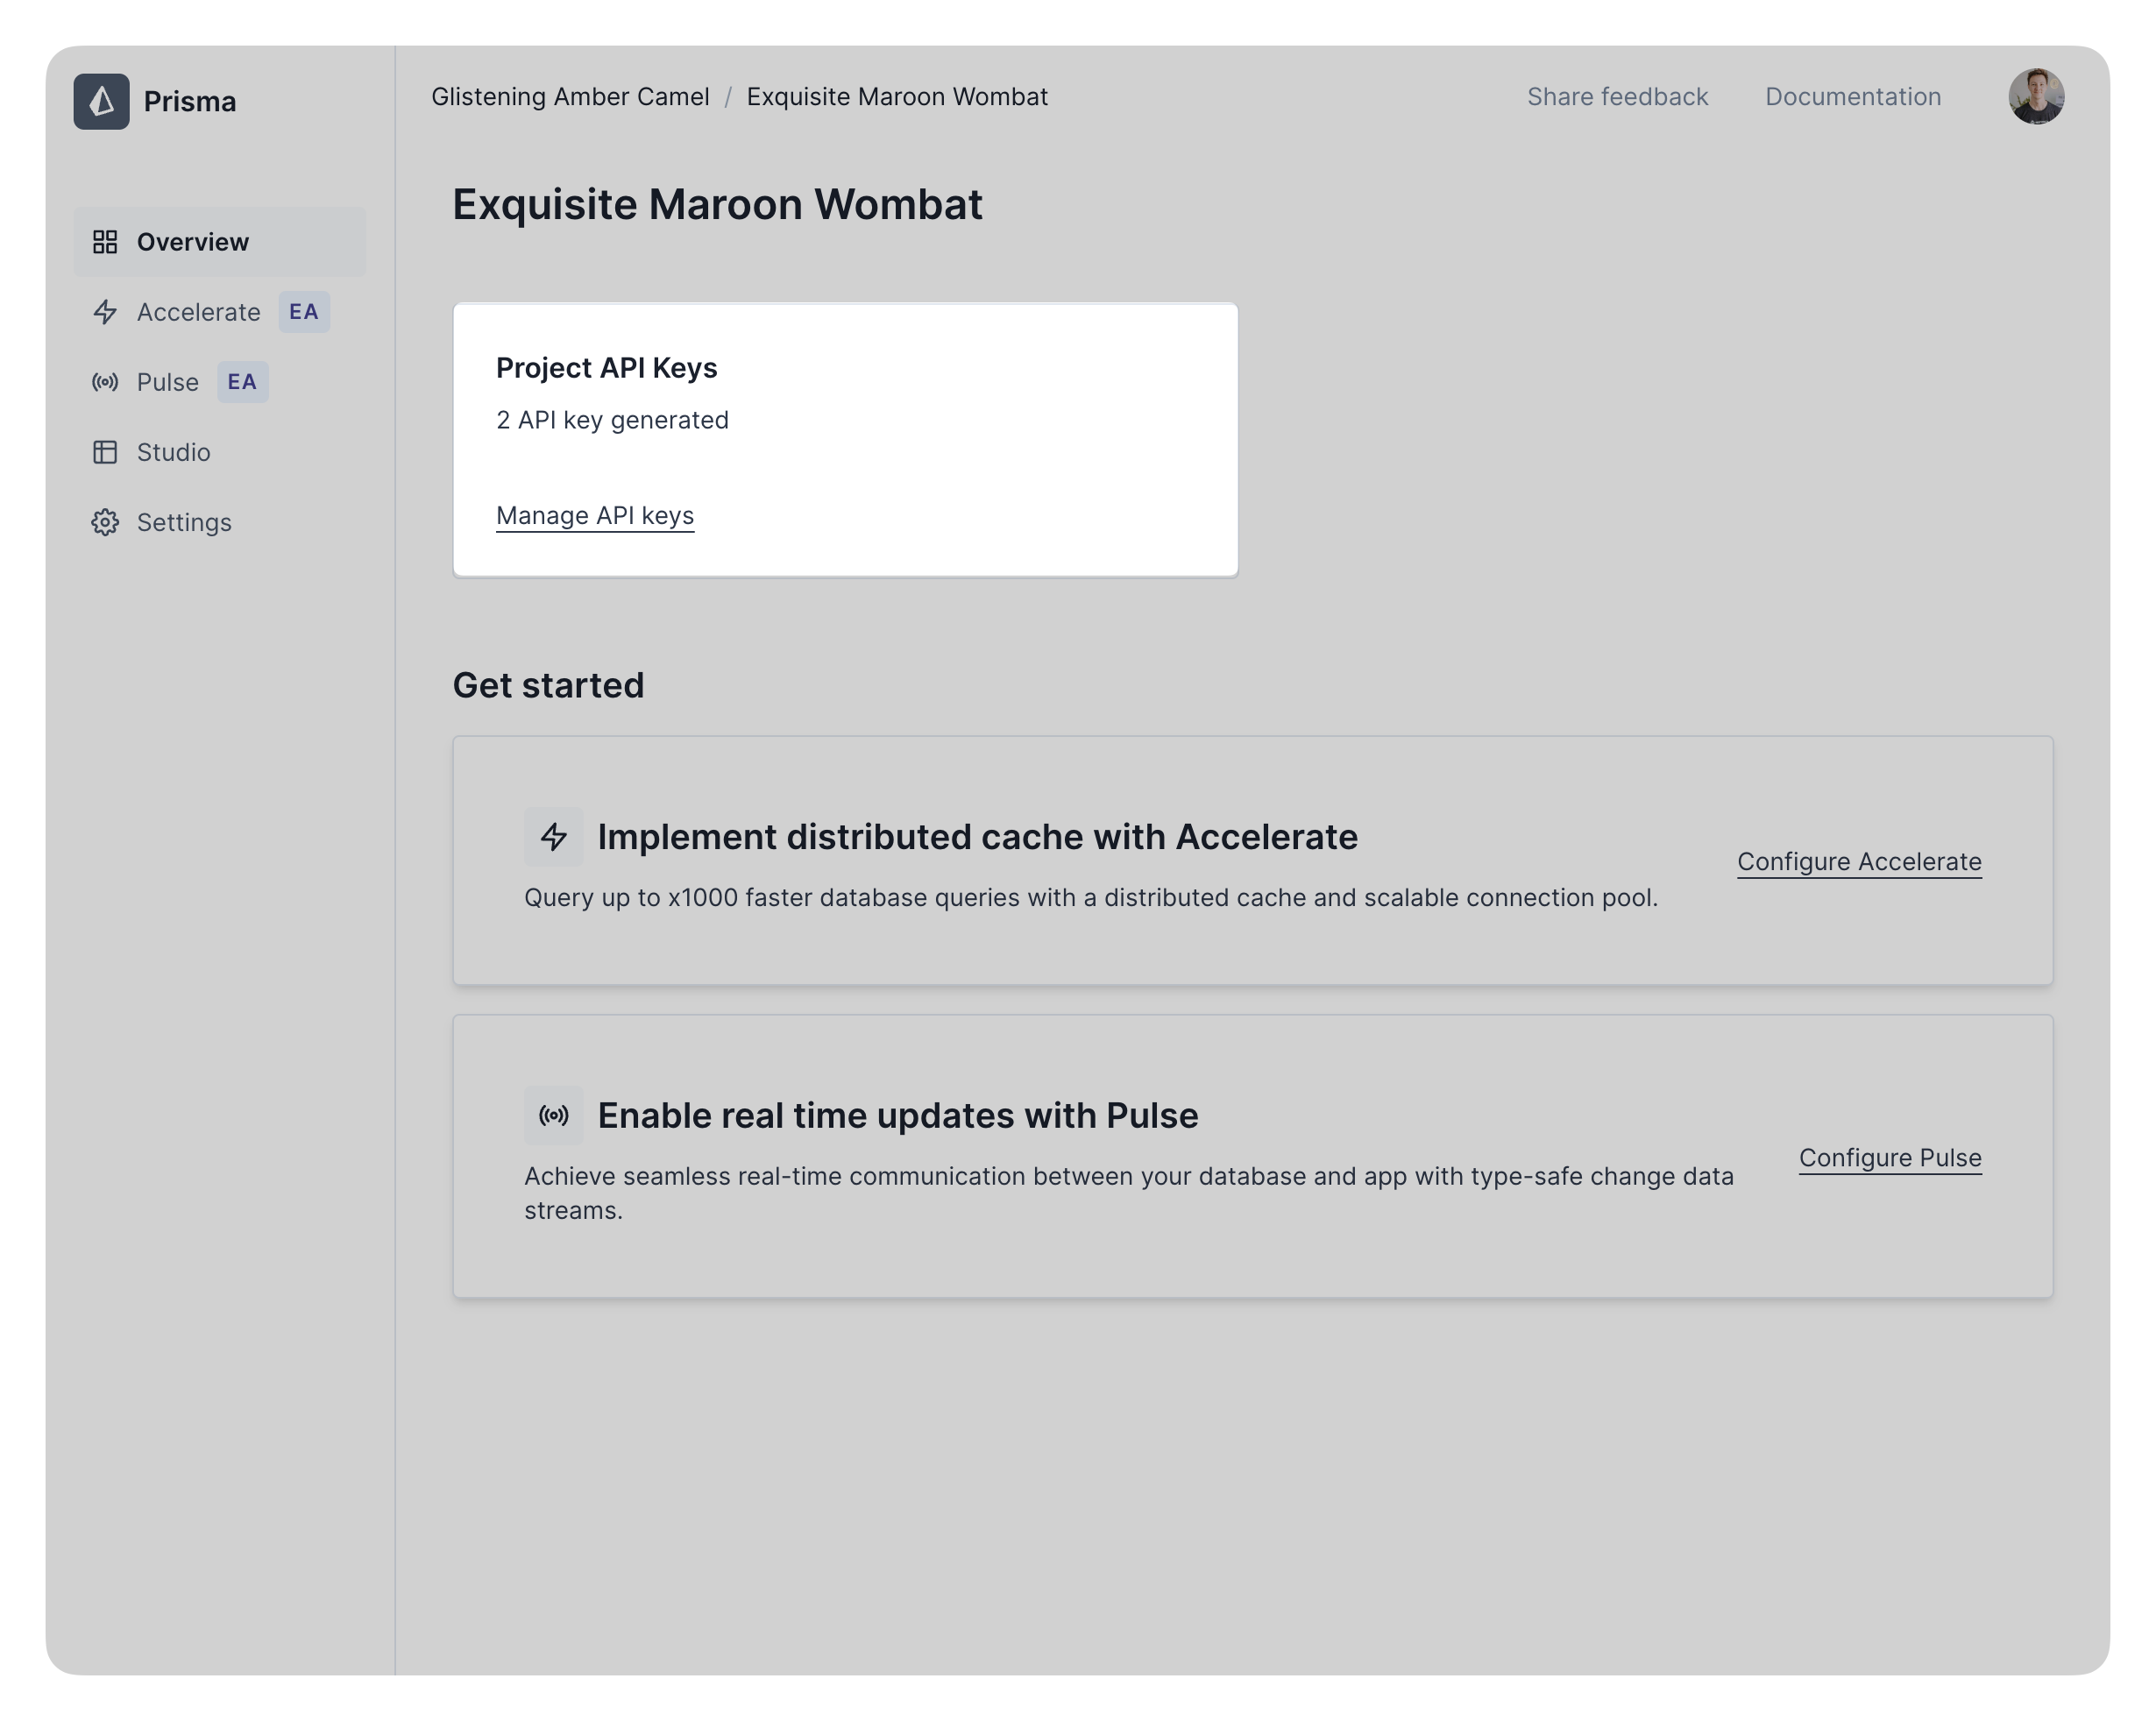 Prisma
Glistening Amber Camel / Exquisite Maroon Wombat
Share feedback
Documentation
Overview
Accelerate EA
Pulse EA
Studio
Settings
Exquisite Maroon Wombat
Project API Keys
2 API key generated
Manage API keys
Get started
Implement distributed cache with Accelerate
Query up to x1000 faster database queries with a distributed cache and scalable connection pool.
Configure Accelerate
Enable real time updates with Pulse
Achieve seamless real-time communication between your database and app with type-safe change data
streams.
Configure Pulse